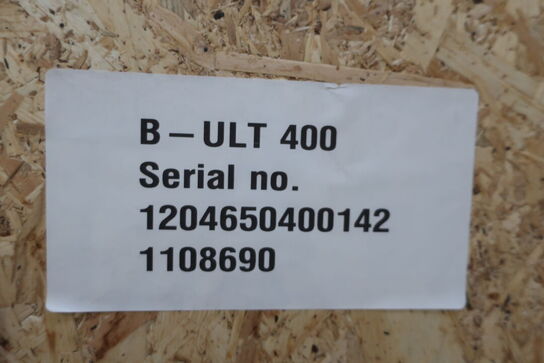 B – ULT 400
Serial no.
1204650400142
1108690